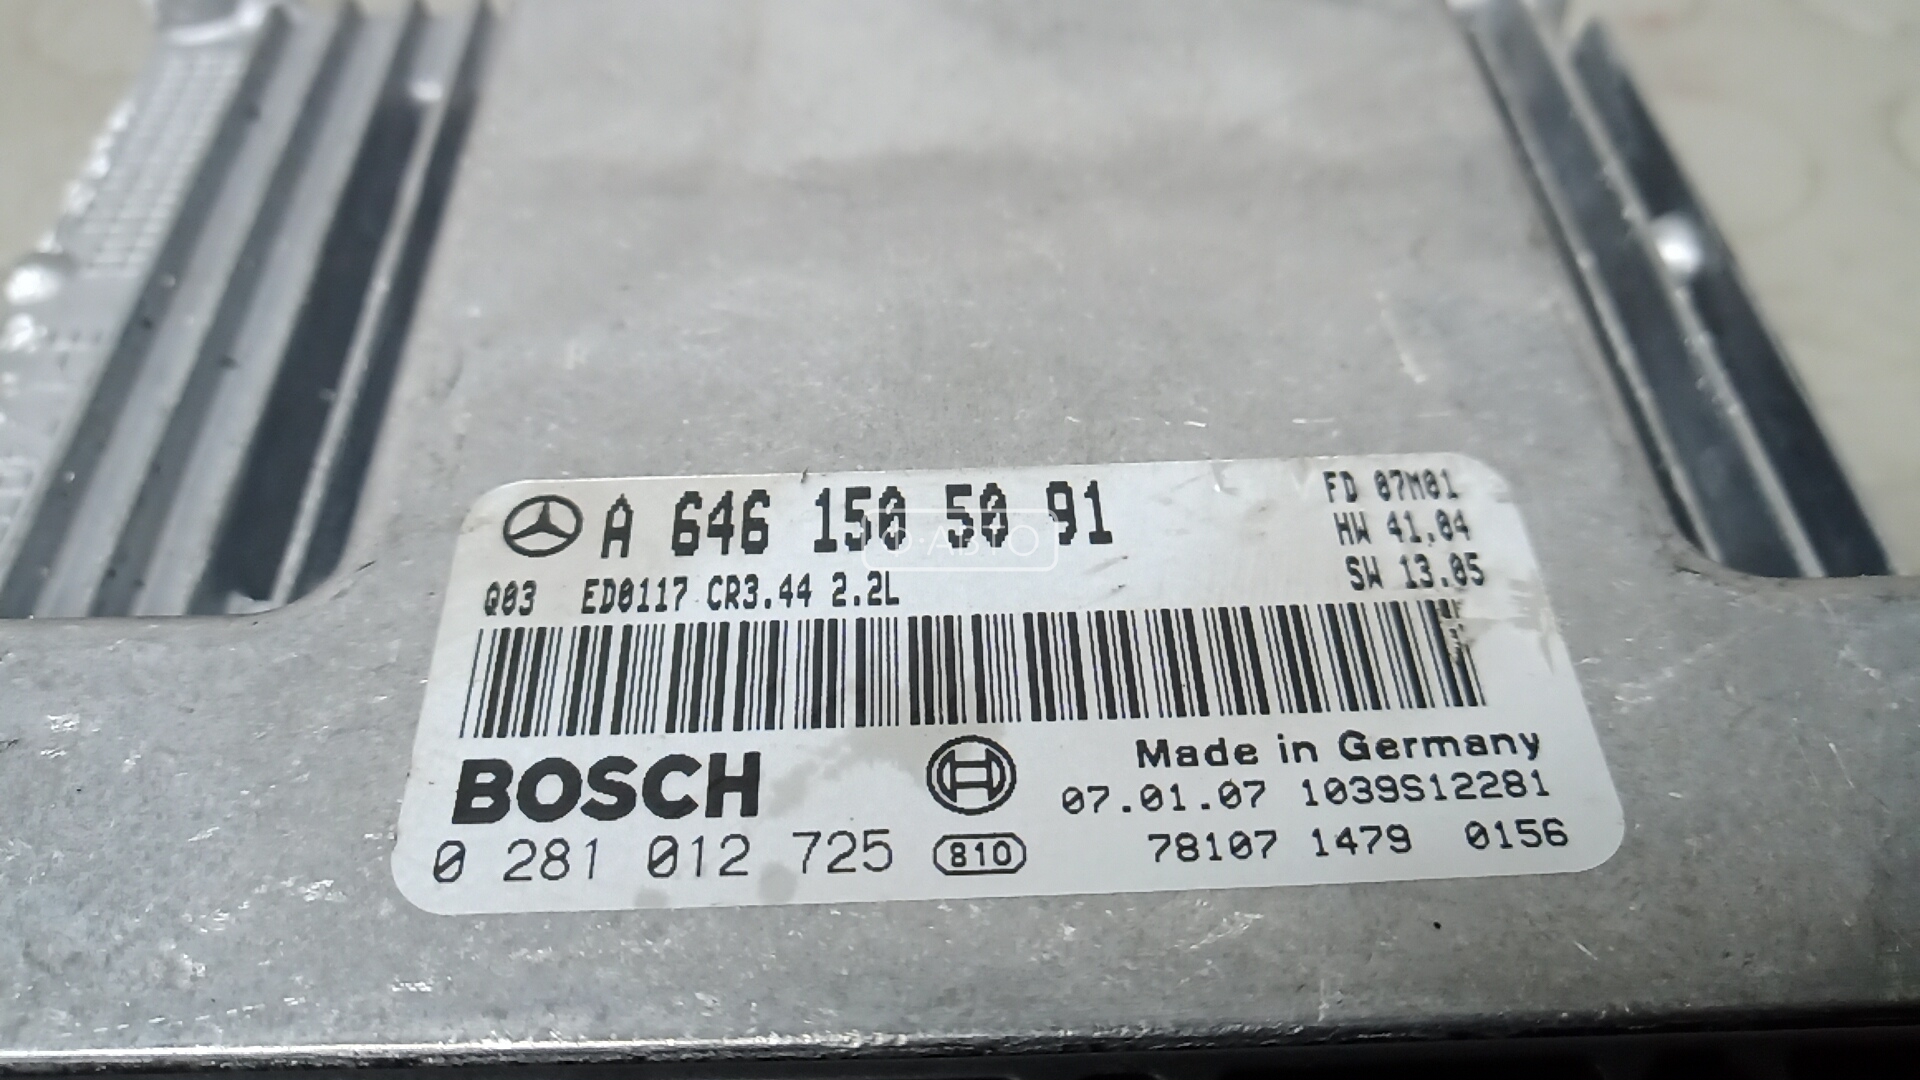 A 646 150 50 91
FD 07M01
HW 41.04
SW 13.05
Q03 ED0117 CR3.44 2.2L
BOSCH
Made in Germany
07.01.07 1039S12281
0 281 012 725 810
78107 1479 0156
Ф·АВТО